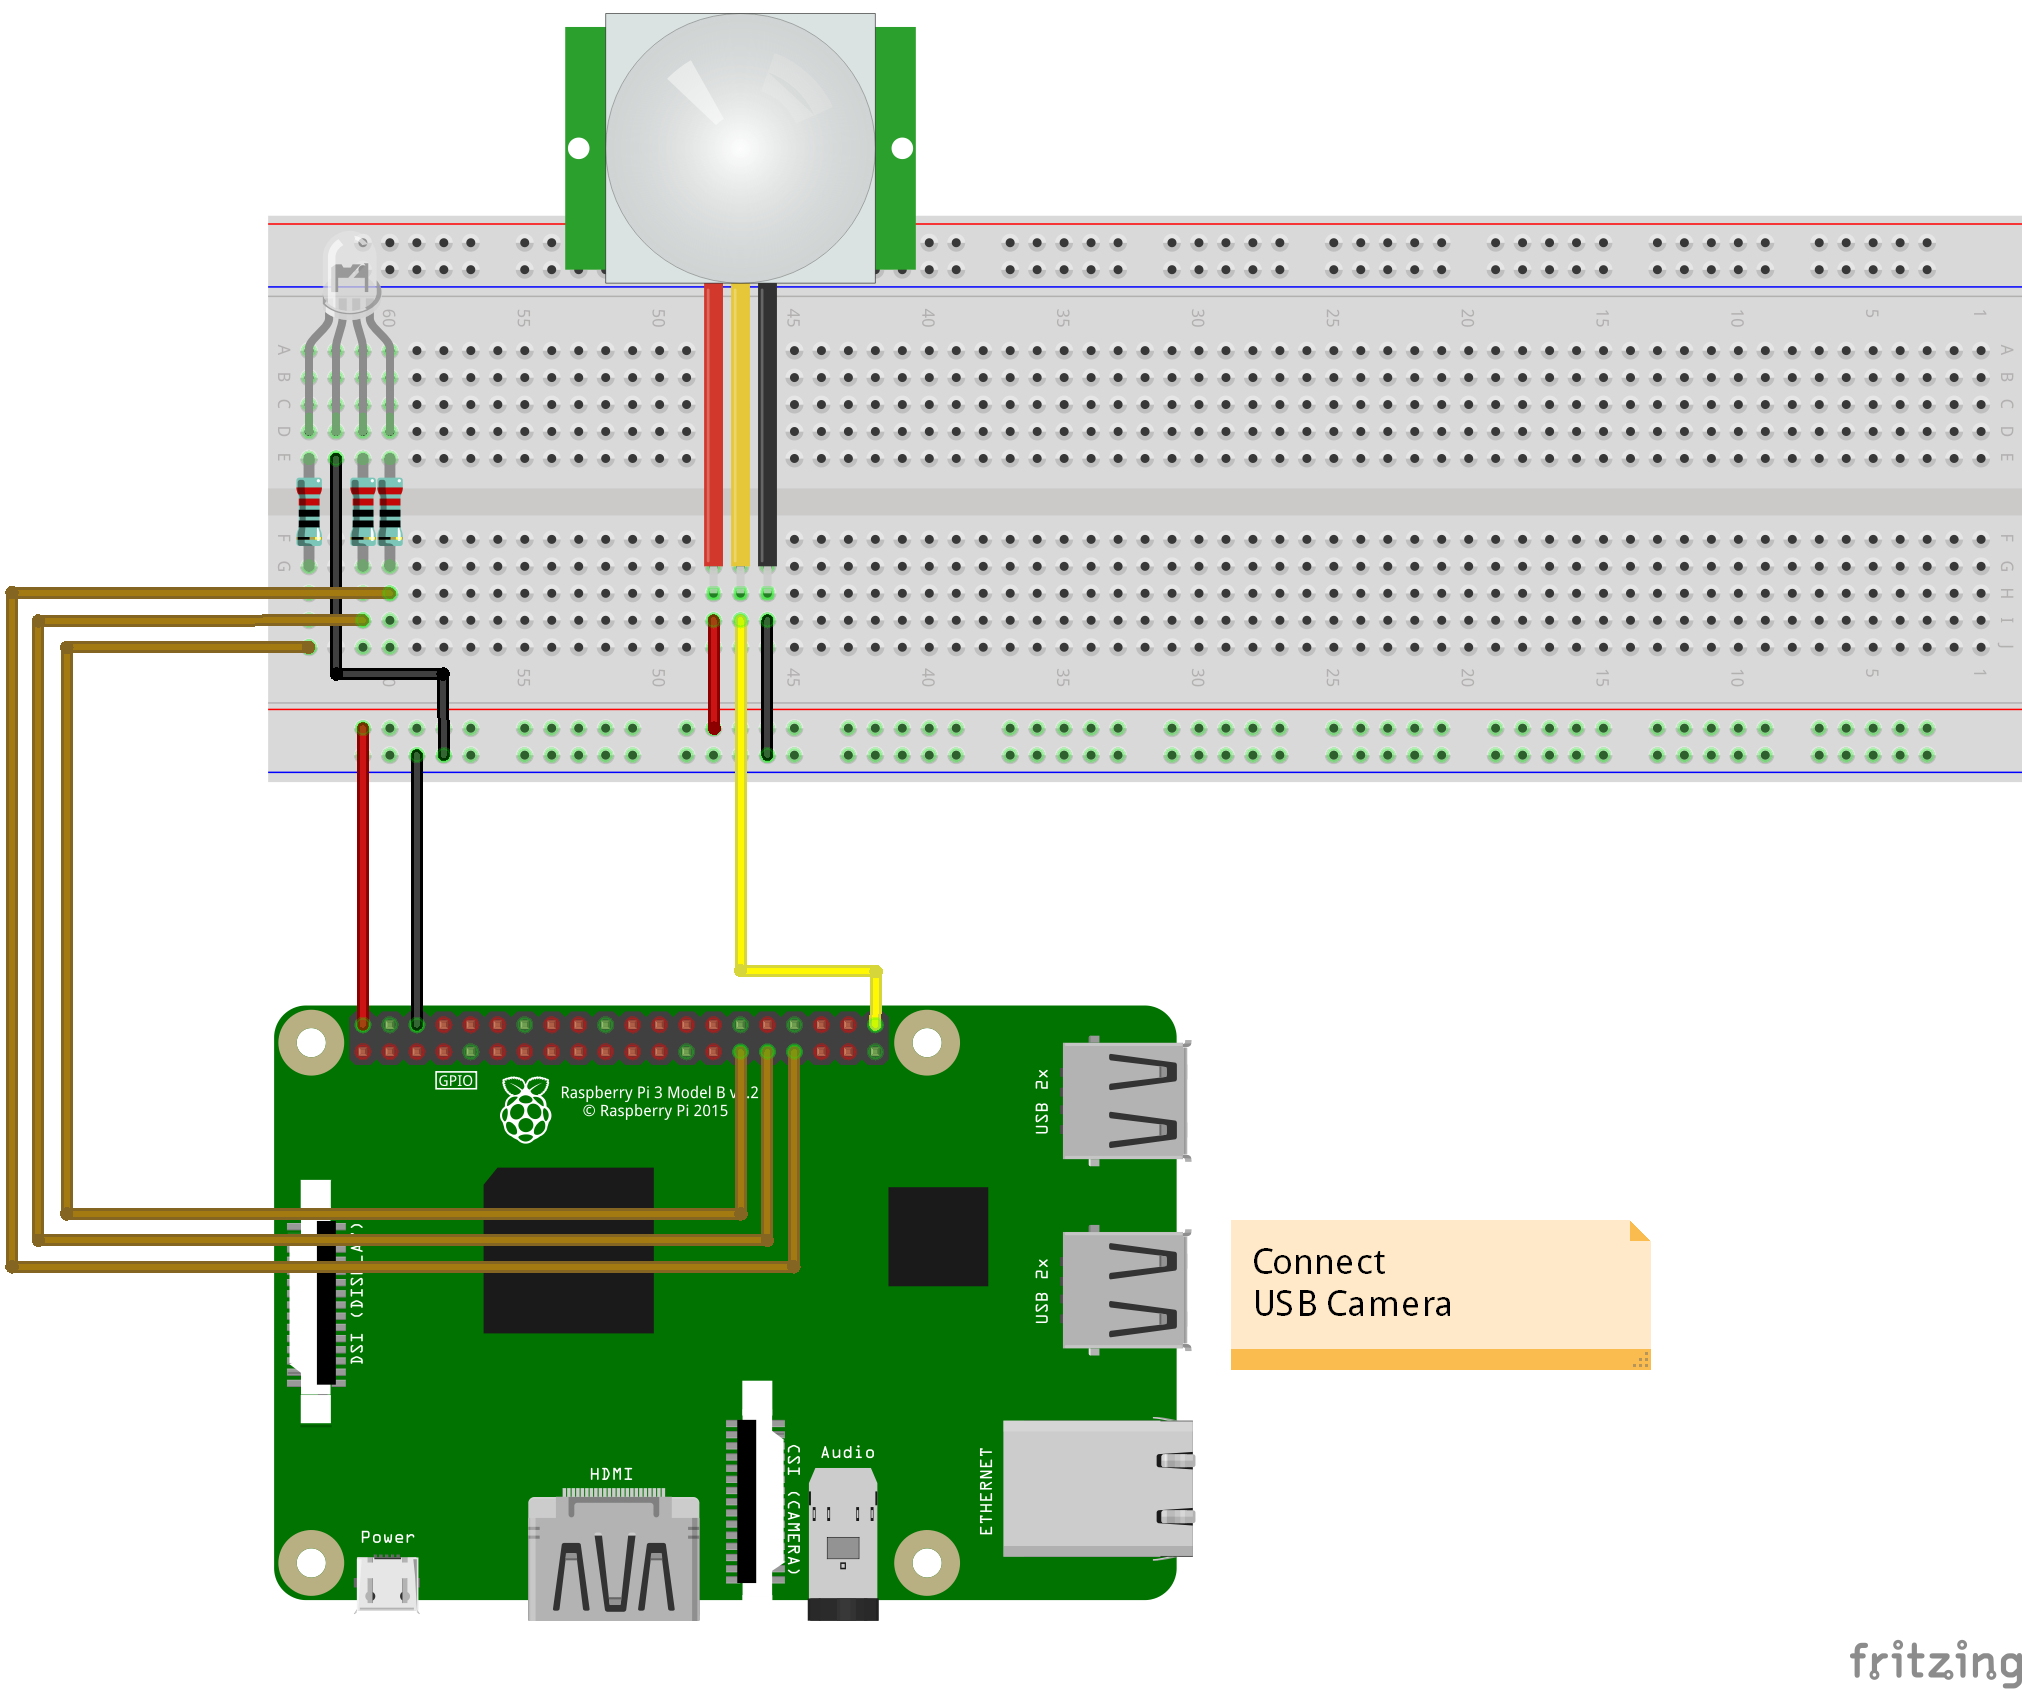 60 55 50 45 40 35 30 25 20 15 10 5 1
A A
B B
C C
D D
E E
F F
G G
H
I
J
0 55 50 45 40 35 30 25 20 15 10 5 1
GPIO
Raspberry Pi 3 Model B v .2
© Raspberry Pi 2015
USB 2x
USB 2x
Connect
USB Camera
DSI
CSI (CAMERA)
Audio
HDMI
ETHERNET
Power
fritzing